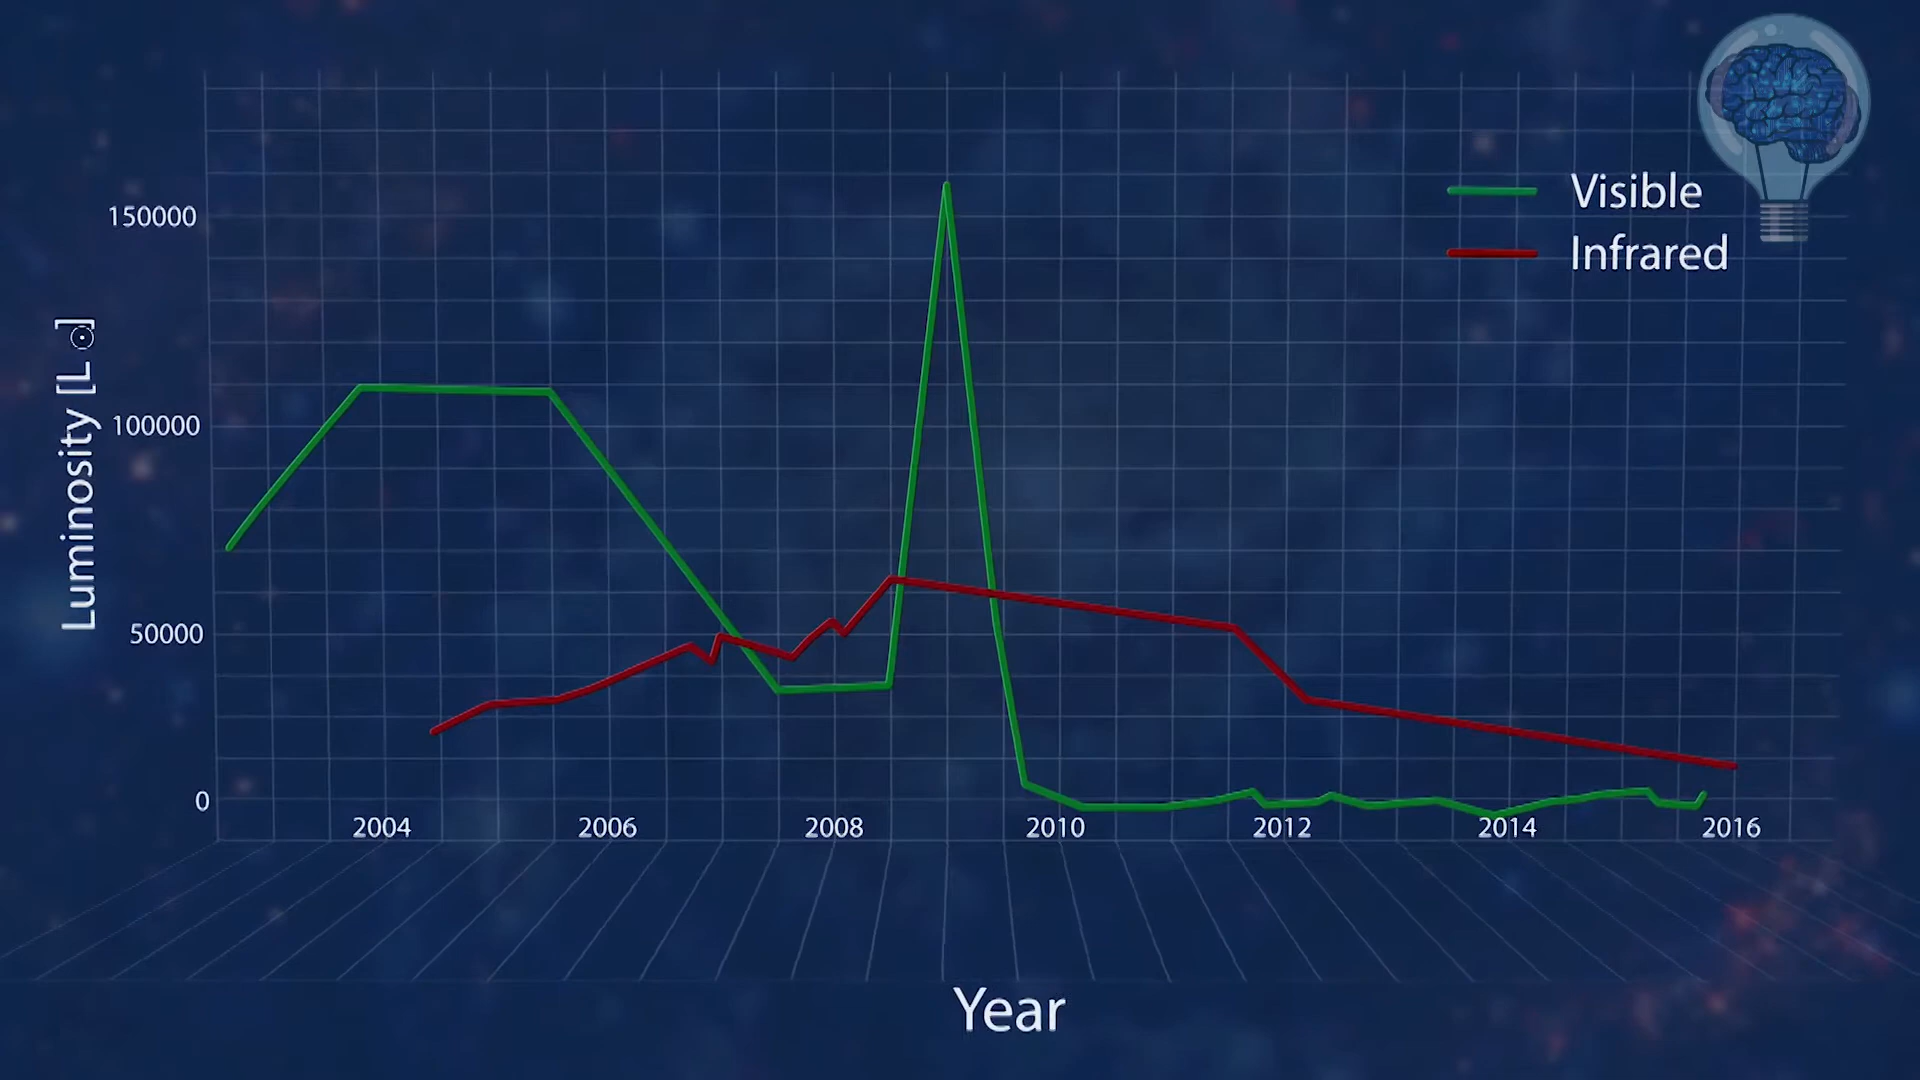 Visible
Infrared
Luminosity [L ☉]
150000
100000
50000
0
2004 2006 2008 2010 2012 2014 2016
Year